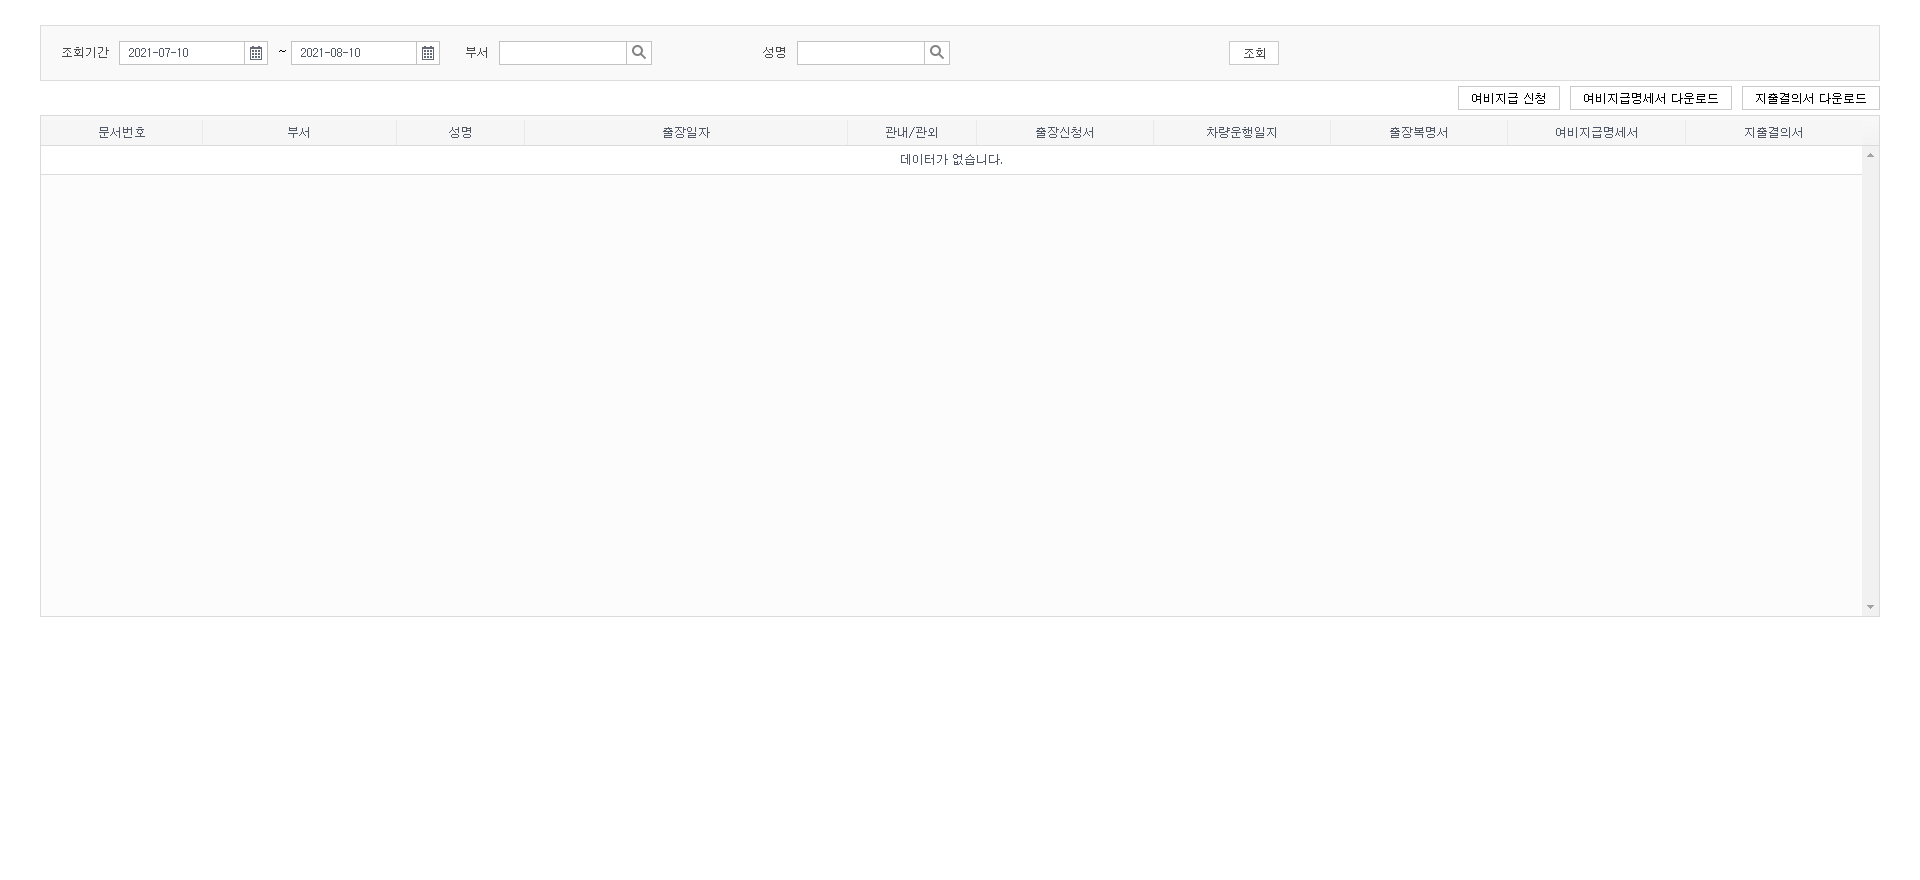 조회기간 2021-07-10 ~ 2021-08-10 부서 성명 조회
여비지급 신청 여비지급명세서 다운로드 지출결의서 다운로드
문서번호 부서 성명 출장일자 관내/관외 출장신청서 차량운행일지 출장복명서 여비지급명세서 지출결의서
데이터가 없습니다.